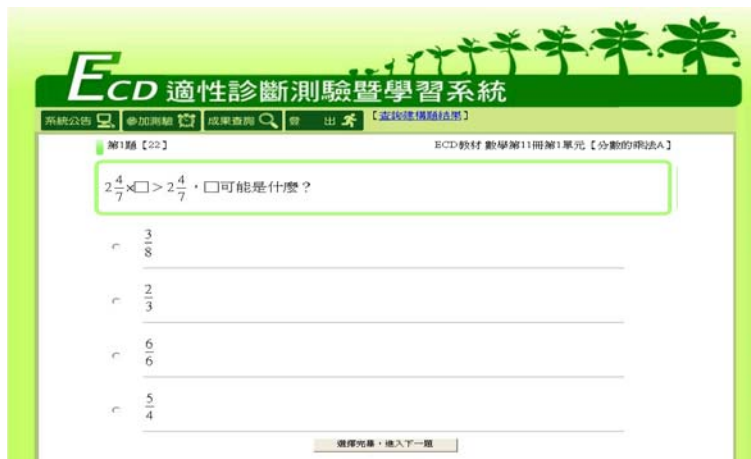 ECD 適性診斷測驗暨學習系統
系統公告 參加測驗 成果查詢 登 出 【查詢建構題結果】
第1題【22】 ECD教材 數學第11冊第1單元【分數的乘法A】
2 4/7 ×□ > 2 4/7，□可能是什麼？
3/8
2/3
6/6
5/4
選擇完畢，進入下一題